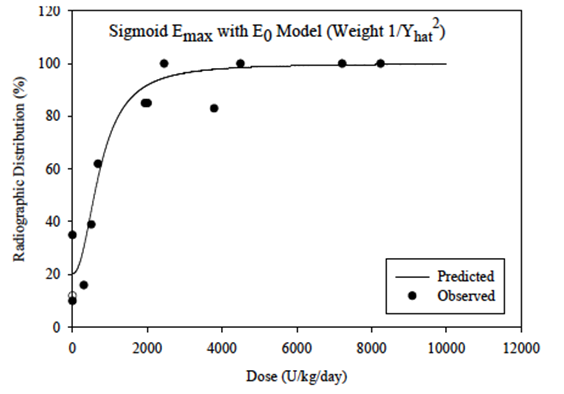 Sigmoid Emax with E0 Model (Weight 1/Yhat2)
120
100
80
60
40
20
0
Radiographic Distribution (%)
Predicted
Observed
0 2000 4000 6000 8000 10000 12000
Dose (U/kg/day)